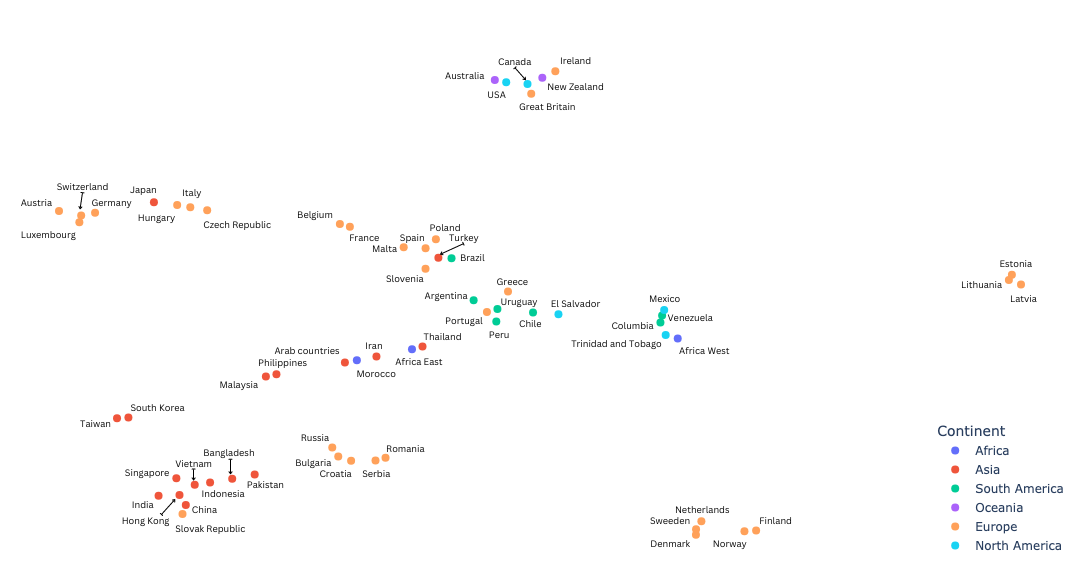 Canada
Ireland
Australia
New Zealand
USA
Great Britain
Switzerland
Japan
Italy
Austria
Germany
Hungary
Czech Republic
Luxembourg
Belgium
Poland
France
Spain
Turkey
Malta
Brazil
Slovenia
Estonia
Greece
Lithuania
Argentina
Uruguay
El Salvador
Mexico
Latvia
Portugal
Chile
Venezuela
Columbia
Peru
Thailand
Trinidad and Tobago
Africa West
Iran
Arab countries
Africa East
Philippines
Morocco
Malaysia
South Korea
Taiwan
Russia
Romania
Bangladesh
Vietnam
Bulgaria
Croatia
Serbia
Singapore
Pakistan
Indonesia
India
China
Hong Kong
Slovak Republic
Netherlands
Sweeden
Finland
Denmark
Norway
Continent
Africa
Asia
South America
Oceania
Europe
North America